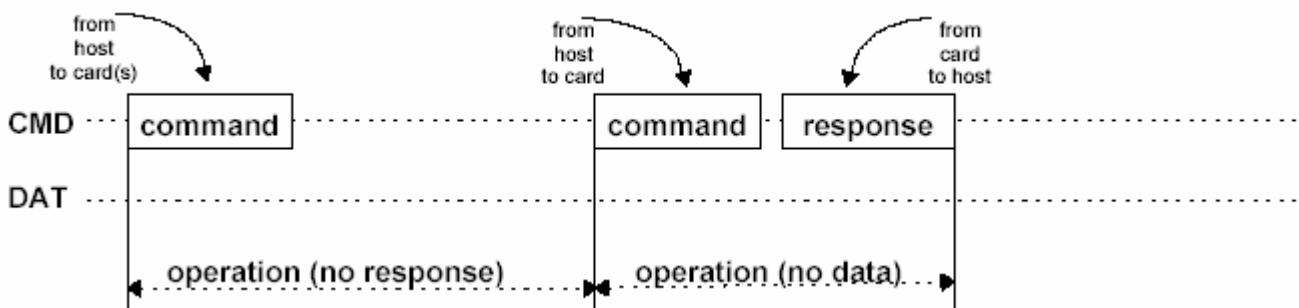 from
host
to card(s)
from
host
to card
from
card
to host
CMD command command response
DAT
operation (no response) operation (no data)